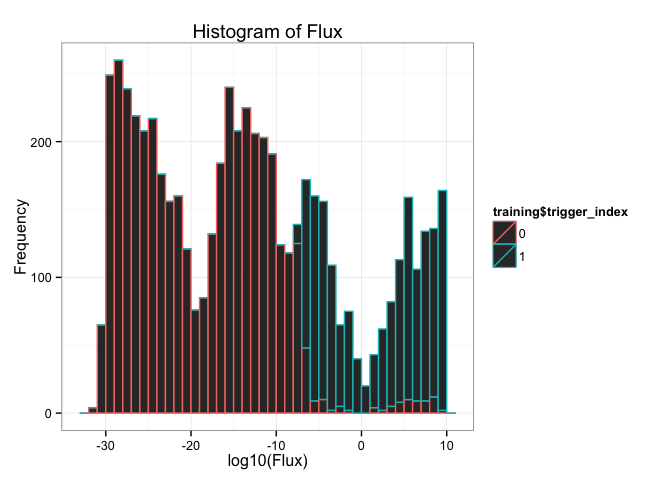 Histogram of Flux
Frequency
200
100
0
-30
-20
-10
0
10
log10(Flux)
training$trigger_index
0
1